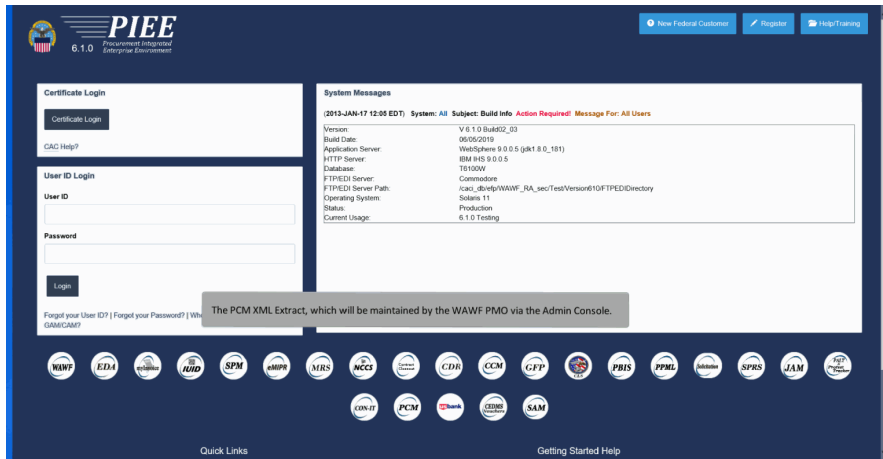 PIEE
6.1.0 Procurement Integrated
Enterprise Environment
New Federal Customer
Register
Help/Training
Certificate Login
Certificate Login
CAC Help?
User ID Login
User ID
Password
Login
Forgot your User ID? | Forgot your Password? |
GAM/CAM?
System Messages
(2013-JAN-17 12:05 EDT) System: All Subject: Build Info Action Required! Message For: All Users
Version: V 6.1.0 Build02_03
Build Date: 06/05/2019
Application Server: WebSphere 9.0.0.5 (jdk1.8.0_181)
HTTP Server: IBM IHS 9.0.0.5
Database: T6100W
FTP/EDI Server: Commodore
FTP/EDI Server Path: /caci_db/efp/WAWF_RA_sec/Test/Version610/FTPEDIDirectory
Operating System: Solaris 11
Status: Production
Current Usage: 6.1.0 Testing
The PCM XML Extract, which will be maintained by the WAWF PMO via the Admin Console.
WAWF
EDA
myInvoice
IUID
SPM
eMIPR
MRS
NCCS
Contract
Closeout
CDR
CCM
GFP
PBIS
PPML
Solicitation
SPRS
JAM
Protest
Tracker
CON-IT
PCM
usbank
CEDMS
Vouchers
SAM
Quick Links
Getting Started Help